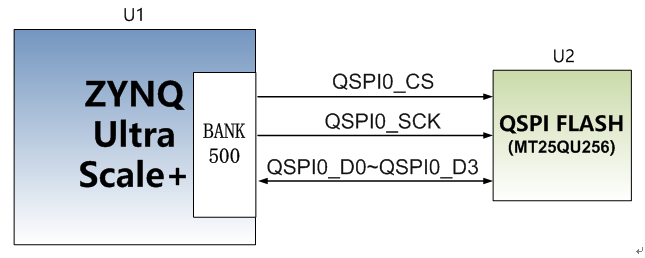 U1
U2
ZYNQ
Ultra
Scale+
BANK
500
QSPI0_CS
QSPI0_SCK
QSPI0_D0~QSPI0_D3
QSPI FLASH
(MT25QU256)